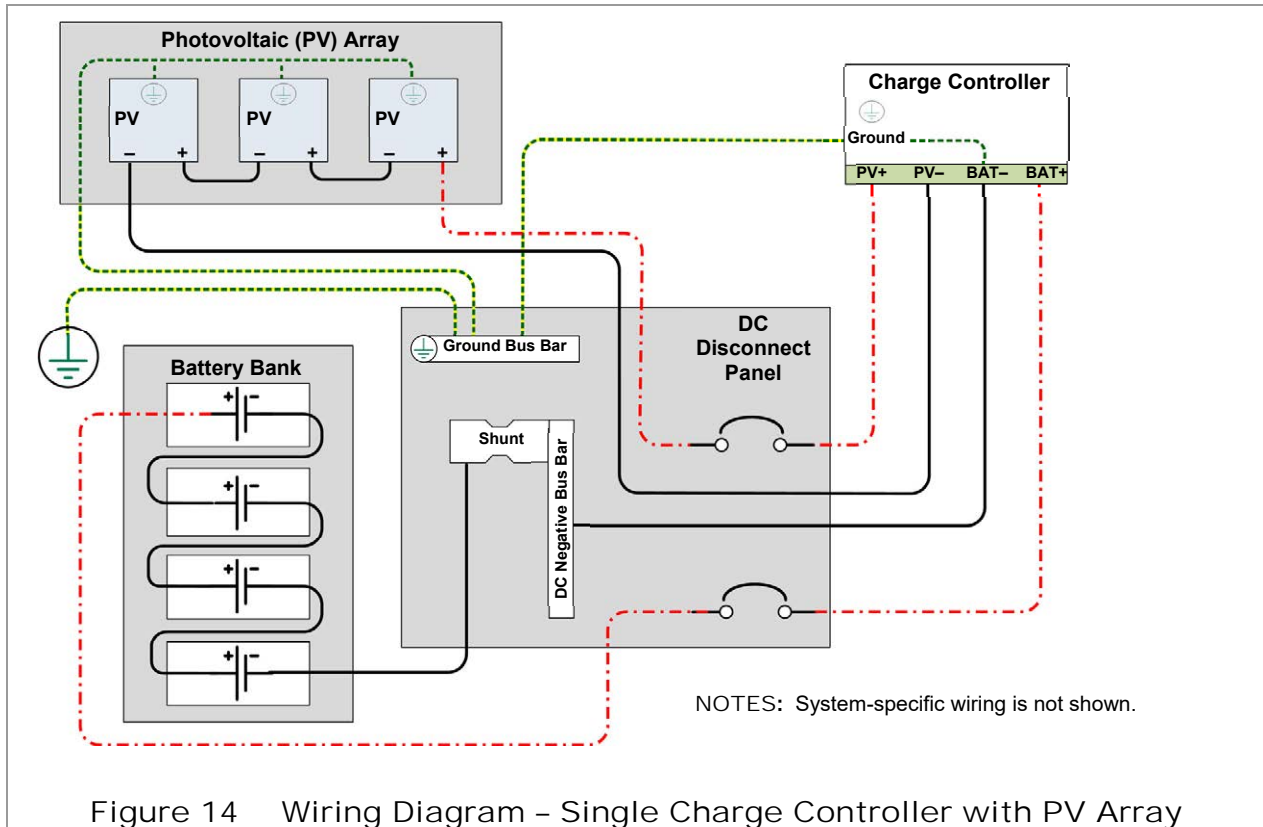 Photovoltaic (PV) Array
PV
PV
PV
–
+
–
+
–
+
Charge Controller
Ground
PV+ PV– BAT– BAT+
Ground Bus Bar
DC
Disconnect
Panel
Battery Bank
+ -
+ -
+ -
+ -
Shunt
DC Negative Bus Bar
NOTES: System-specific wiring is not shown.
Figure 14 Wiring Diagram – Single Charge Controller with PV Array